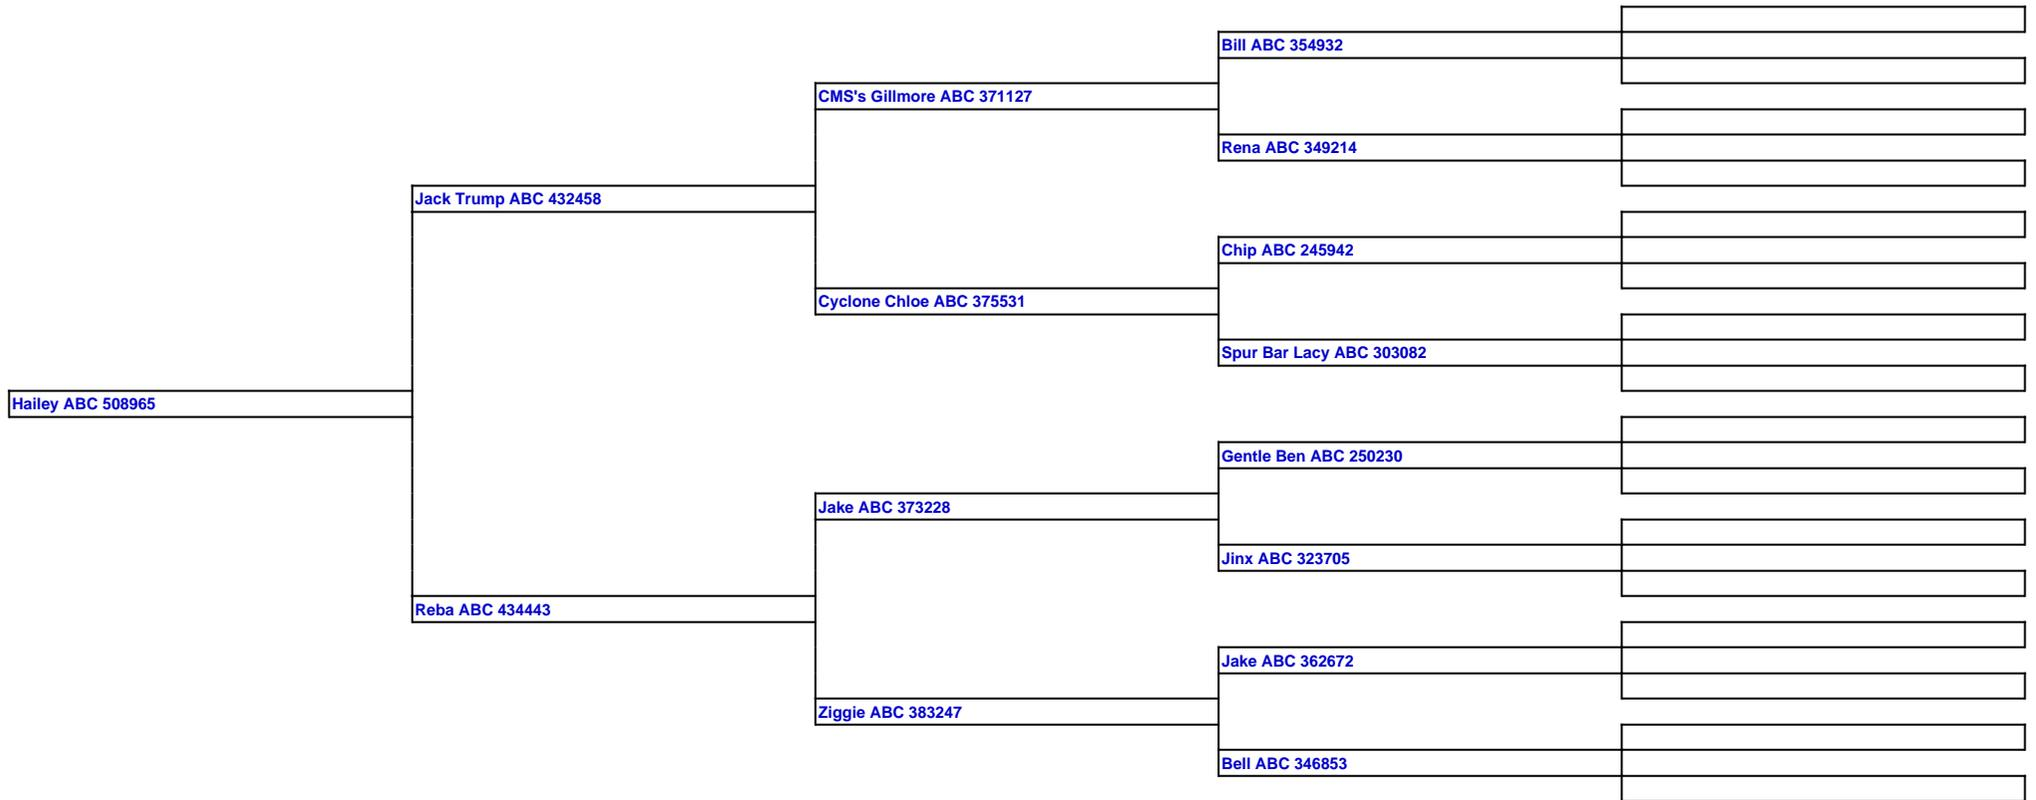 Bill ABC 354932
CMS's Gillmore ABC 371127
Rena ABC 349214
Jack Trump ABC 432458
Chip ABC 245942
Cyclone Chloe ABC 375531
Spur Bar Lacy ABC 303082
Hailey ABC 508965
Gentle Ben ABC 250230
Jake ABC 373228
Jinx ABC 323705
Reba ABC 434443
Jake ABC 362672
Ziggie ABC 383247
Bell ABC 346853